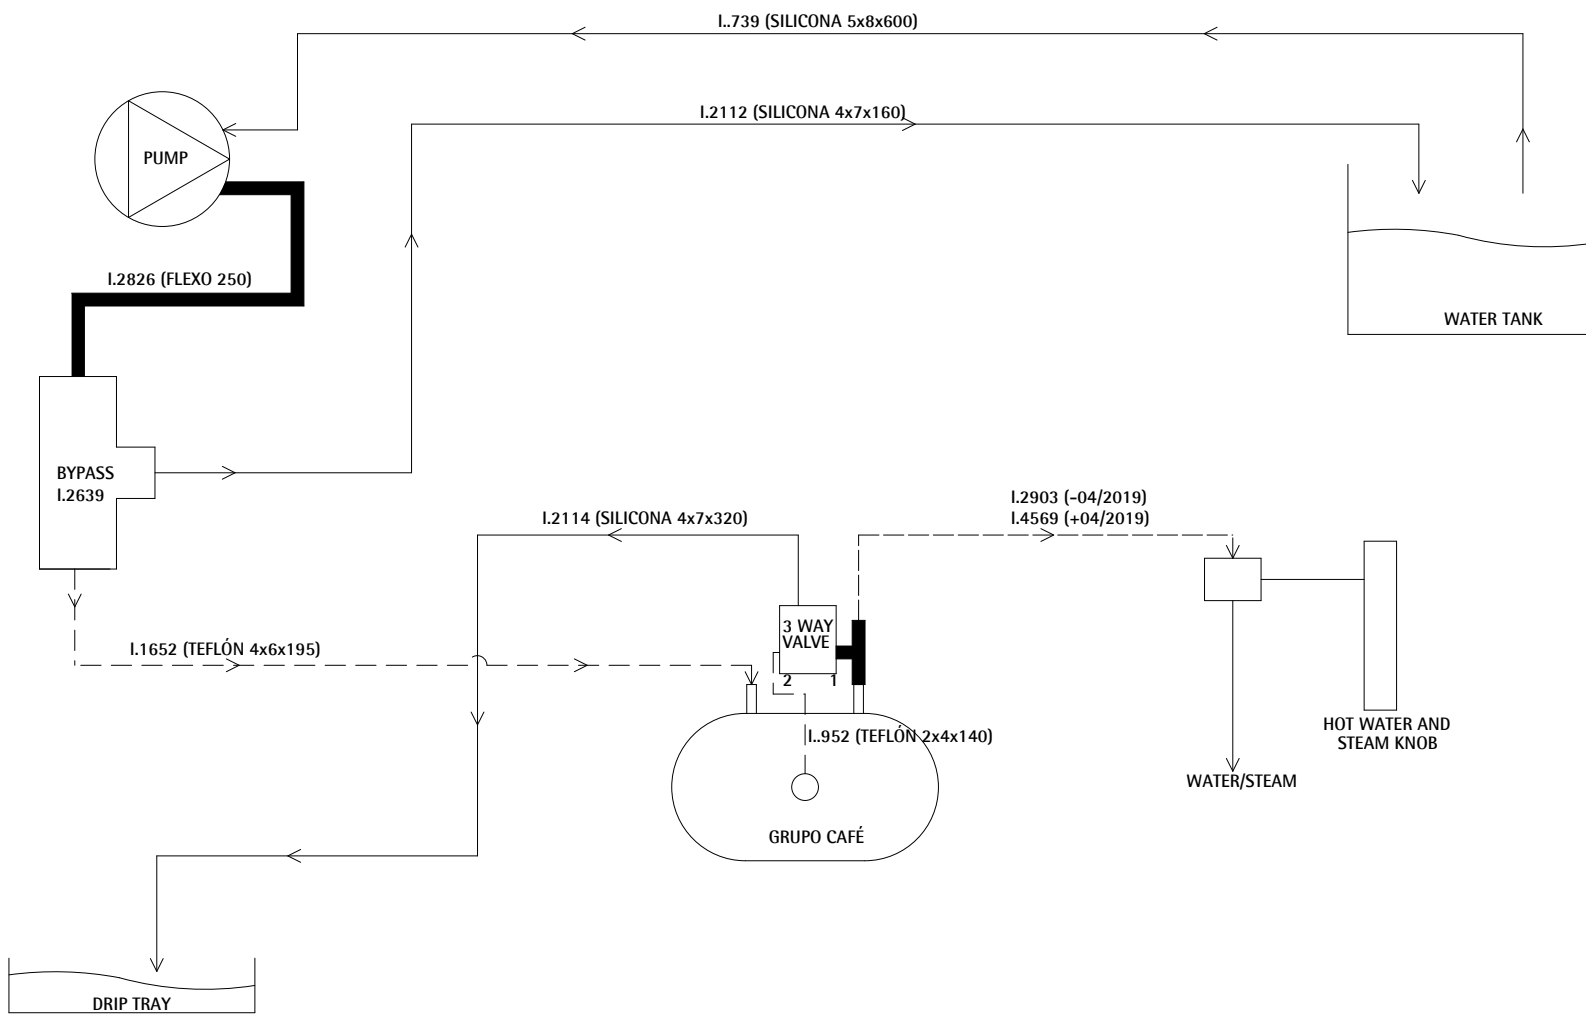 I..739 (SILICONA 5x8x600)
I.2112 (SILICONA 4x7x160)
PUMP
I.2826 (FLEXO 250)
WATER TANK
BYPASS
I.2639
I.2114 (SILICONA 4x7x320)
I.2903 (-04/2019)
I.4569 (+04/2019)
3 WAY
VALVE
I.1652 (TEFLÓN 4x6x195)
2
1
I..952 (TEFLÓN 2x4x140)
HOT WATER AND
STEAM KNOB
WATER/STEAM
GRUPO CAFÉ
DRIP TRAY